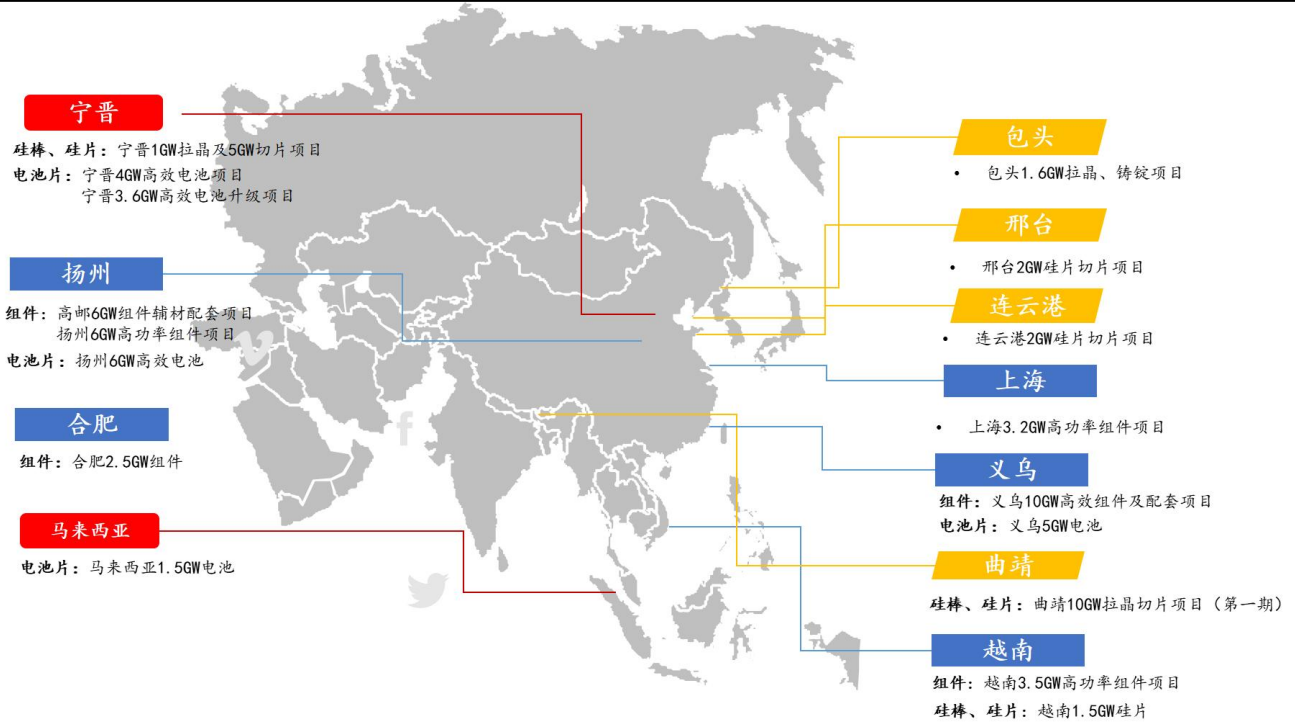 宁晋
硅棒、硅片：宁晋1GW拉晶及5GW切片项目
电池片：宁晋4GW高效电池项目
宁晋3.6GW高效电池升级项目
扬州
组件：高邮6GW组件辅材配套项目
扬州6GW高功率组件项目
电池片：扬州6GW高效电池
合肥
组件：合肥2.5GW组件
马来西亚
电池片：马来西亚1.5GW电池
包头
• 包头1.6GW拉晶、铸锭项目
邢台
• 邢台2GW硅片切片项目
连云港
• 连云港2GW硅片切片项目
上海
• 上海3.2GW高功率组件项目
义乌
组件：义乌10GW高效组件及配套项目
电池片：义乌5GW电池
曲靖
硅棒、硅片：曲靖10GW拉晶切片项目（第一期）
越南
组件：越南3.5GW高功率组件项目
硅棒、硅片：越南1.5GW硅片